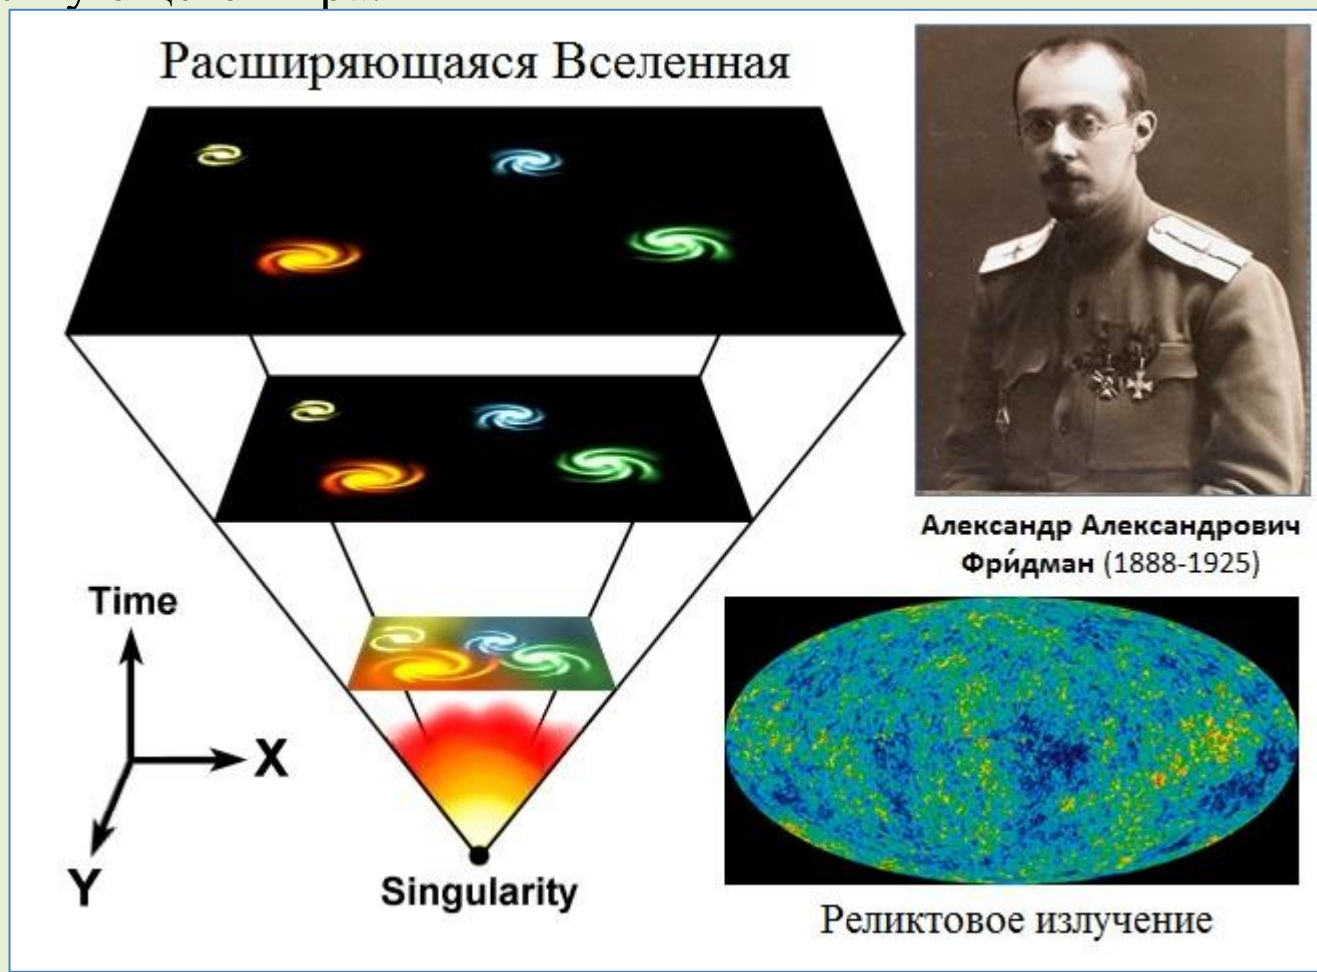 Расширяющаяся Вселенная
Александр Александрович
Фри́дман (1888-1925)
Time
X
Y
Singularity
Реликтовое излучение